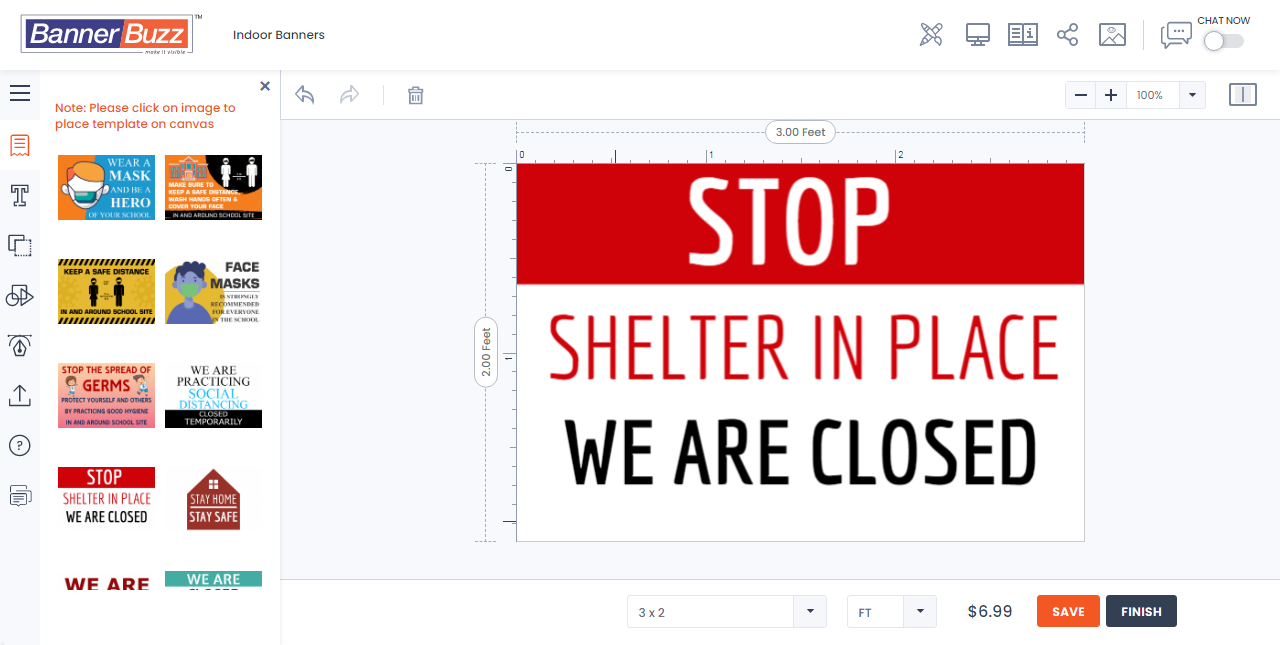 BannerBuzz
TM
make it visible
Indoor Banners
CHAT NOW
Note: Please click on image to
place template on canvas
100%
3.00 Feet
2.00 Feet
0
1
2
0
1
WEAR A
MASK
AND BE A
HERO
OF YOUR SCHOOL
MAKE SURE TO
KEEP A SAFE DISTANCE,
WASH HANDS OFTEN &
COVER YOUR FACE
IN AND AROUND SCHOOL SITE
KEEP A SAFE DISTANCE
IN AND AROUND SCHOOL SITE
FACE
MASKS
IS STRONGLY
RECOMMENDED
FOR EVERYONE
IN THE SCHOOL
STOP THE SPREAD OF
GERMS
PROTECT YOURSELF AND OTHERS
BY PRACTICING GOOD HYGIENE
IN AND AROUND SCHOOL SITE
WE ARE
PRACTICING
SOCIAL
DISTANCING
CLOSED
TEMPORARILY
STOP
SHELTER IN PLACE
WE ARE CLOSED
STAY HOME
STAY SAFE
WE ARE
WE ARE
STOP
SHELTER IN PLACE
WE ARE CLOSED
3 x 2
FT
$6.99
SAVE
FINISH